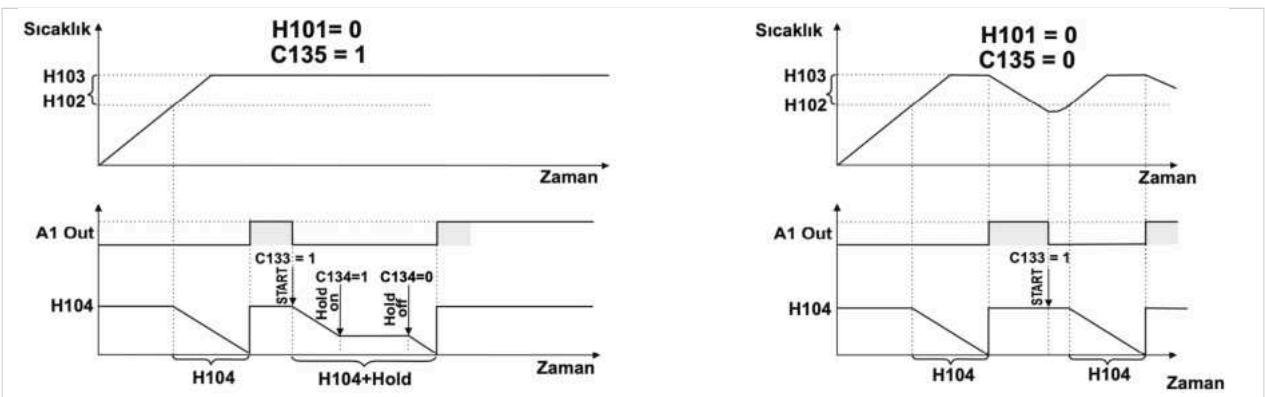 Sıcaklık
H101= 0
C135 = 1
H103
H102
Zaman
A1 Out
C133 = 1
START
C134=1
Hold on
C134=0
Hold off
H104
H104
H104+Hold
Zaman
Sıcaklık
H101 = 0
C135 = 0
H103
H102
Zaman
A1 Out
C133 = 1
START
H104
H104
H104
Zaman